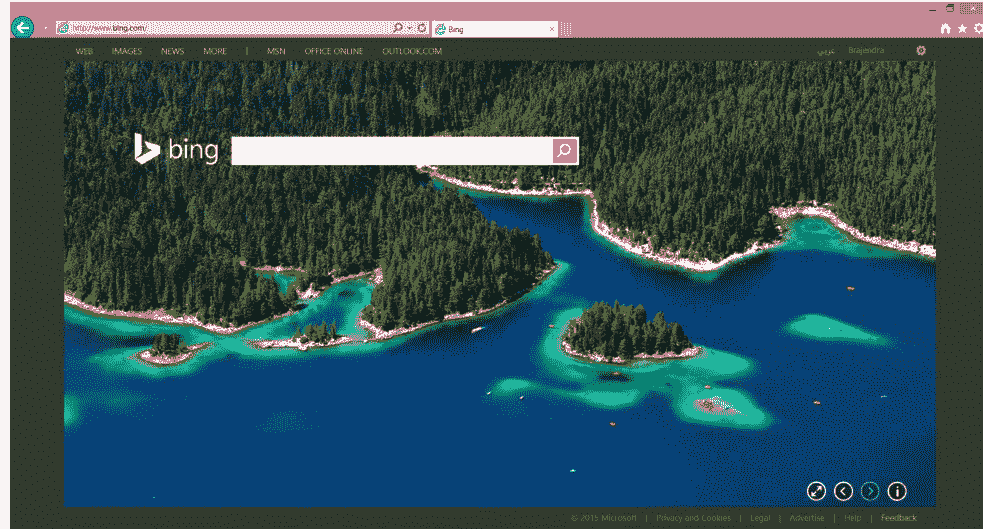 http://www.bing.com/
Bing
WEB IMAGES NEWS MORE | MSN OFFICE ONLINE OUTLOOK.COM
عربي Brajendra
bing
© 2015 Microsoft | Privacy and Cookies | Legal | Advertise | Help | Feedback